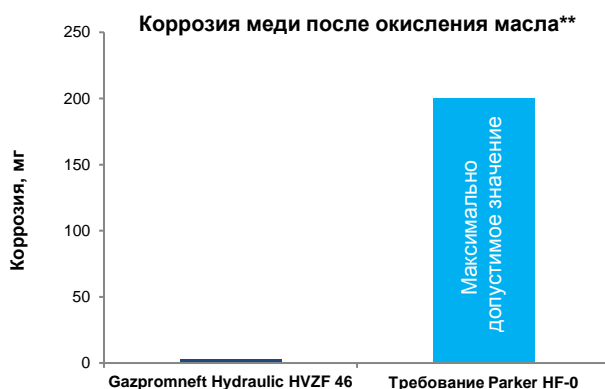 Коррозия меди после окисления масла**
250
200
150
100
50
0
Коррозия, мг
Максимально
допустимое значение
Gazpromneft Hydraulic HVZF 46
Требование Parker HF-0